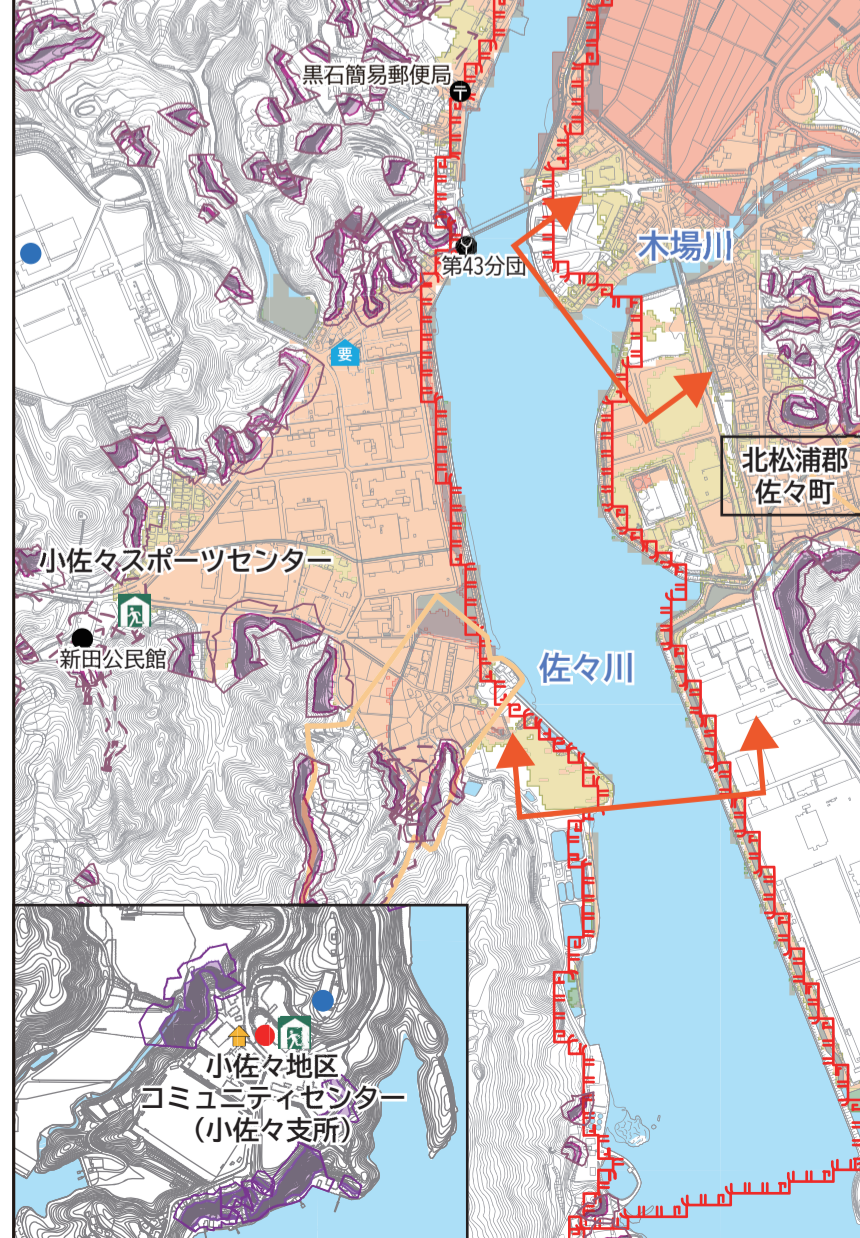 黒石簡易郵便局
〒
第43分団
木場川
要
北松浦郡
佐々町
小佐々スポーツセンター
新田公民館
佐々川
小佐々地区
コミュニティセンター
(小佐々支所)